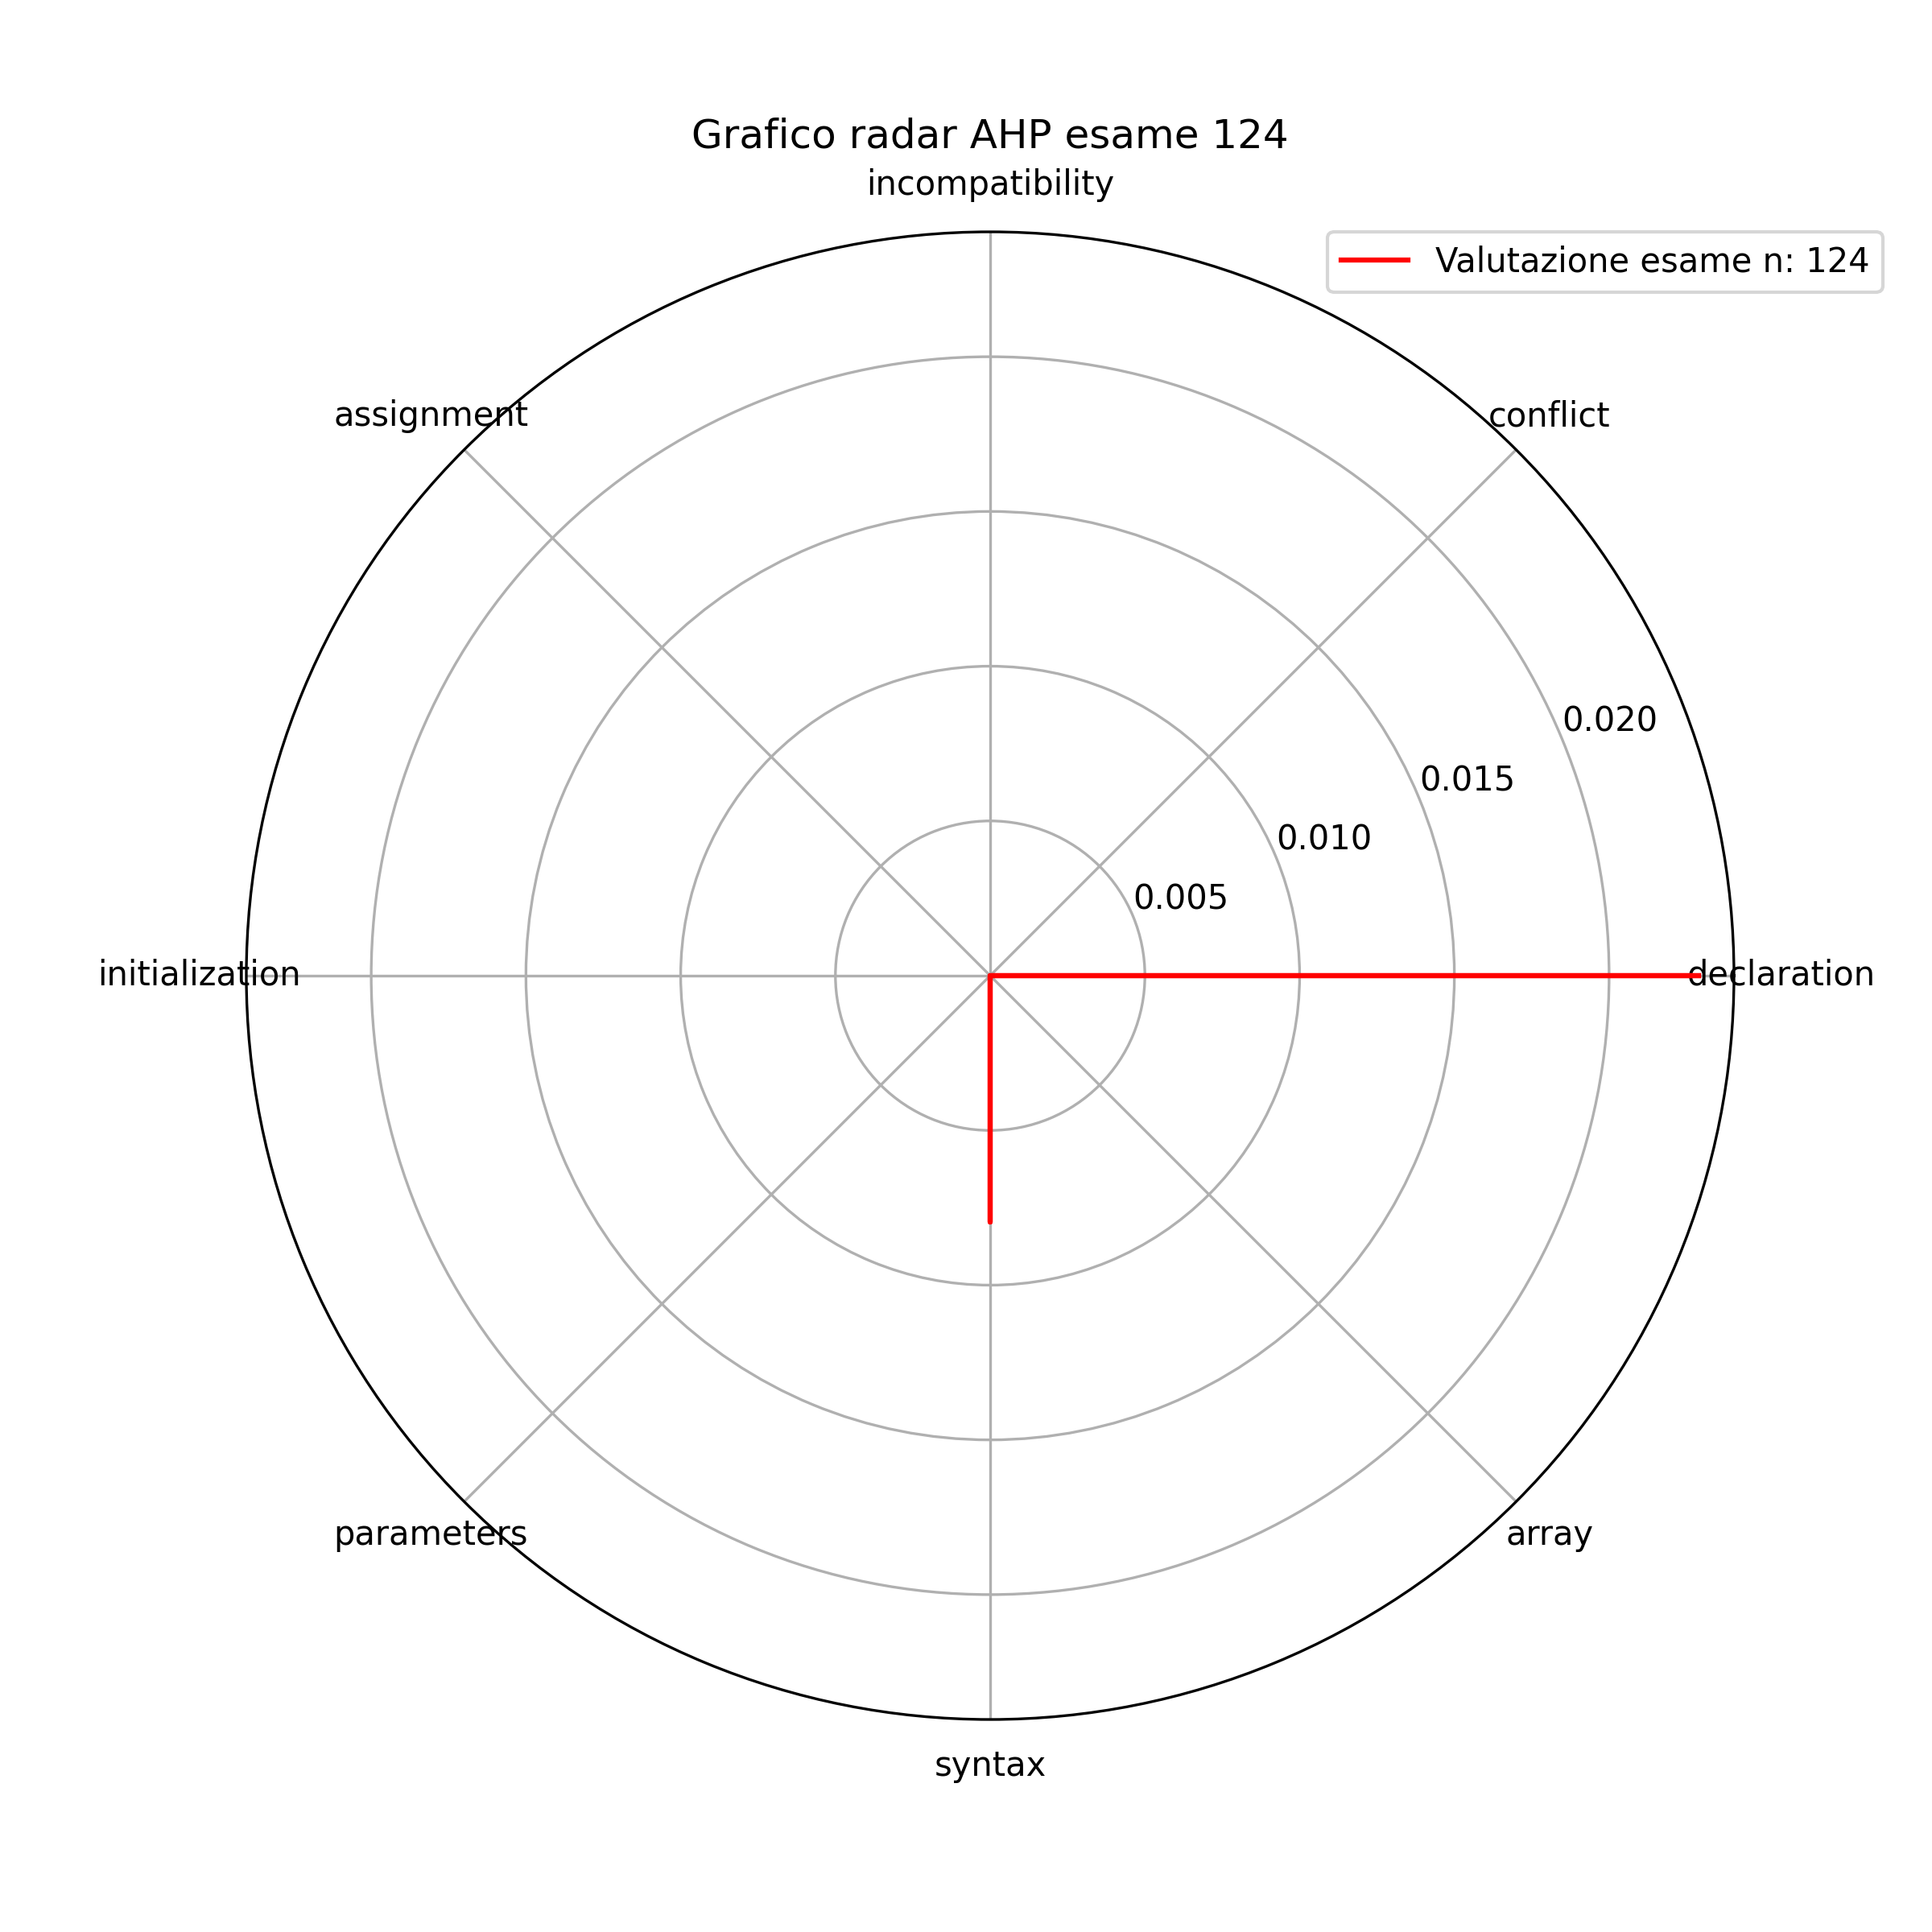 Grafico radar AHP esame 124
incompatibility
Valutazione esame n: 124
assignment
conflict
0.020
0.015
0.010
0.005
initialization
declaration
parameters
array
syntax